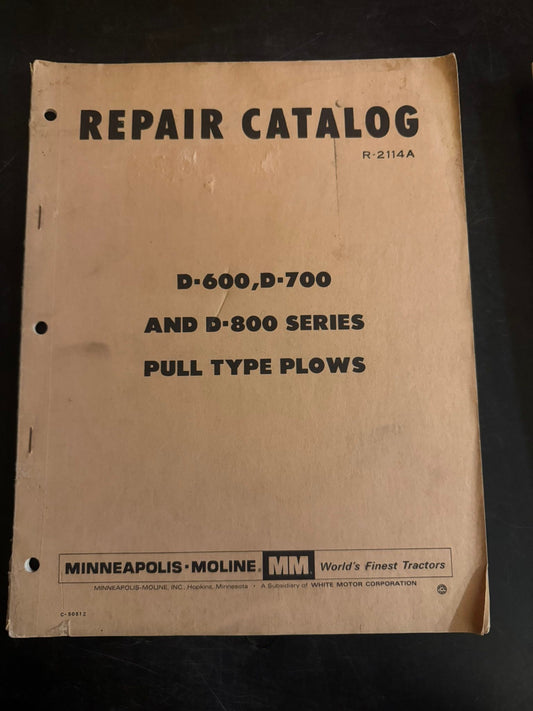 REPAIR CATALOG
R-2114A
D-600, D-700
AND D-800 SERIES
PULL TYPE PLOWS
MINNEAPOLIS-MOLINE MM World's Finest Tractors
MINNEAPOLIS-MOLINE, INC., Hopkins, Minnesota • A Subsidiary of WHITE MOTOR CORPORATION